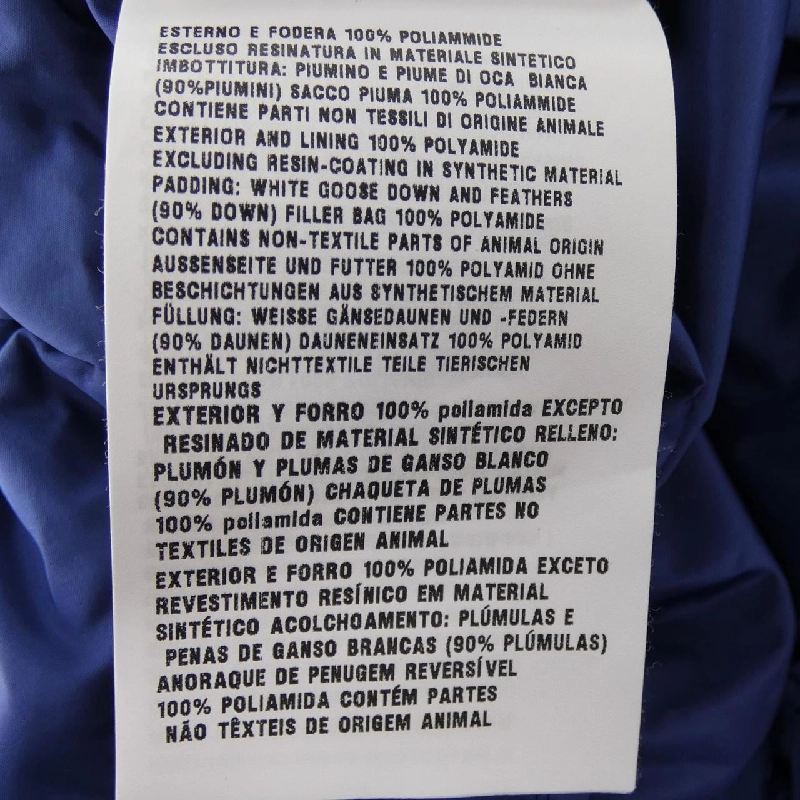 ESTERNO E FODERA 100% POLIAMMIDE
ESCLUSO RESINATURA IN MATERIALE SINTETICO
IMBOTTITURA: PIUMINO E PIUME DI OCA BIANCA
(90%PIUMINI) SACCO PIUMA 100% POLIAMMIDE
CONTIENE PARTI NON TESSILI DI ORIGINE ANIMALE
EXTERIOR AND LINING 100% POLYAMIDE
EXCLUDING RESIN-COATING IN SYNTHETIC MATERIAL
PADDING: WHITE GOOSE DOWN AND FEATHERS
(90% DOWN) FILLER BAG 100% POLYAMIDE
CONTAINS NON-TEXTILE PARTS OF ANIMAL ORIGIN
AUSSENSEITE UND FUTTER 100% POLYAMID OHNE
BESCHICHTUNGEN AUS SYNTHETISCHEM MATERIAL
FÜLLUNG: WEISSE GÄNSEDAUNEN UND -FEDERN
(90% DAUNEN) DAUNENEINSATZ 100% POLYAMID
ENTHÄLT NICHTTEXTILE TEILE TIERISCHEN
URSPRUNGS
EXTERIOR Y FORRO 100% poliamida EXCEPTO
RESINADO DE MATERIAL SINTÉTICO RELLENO:
PLUMÓN Y PLUMAS DE GANSO BLANCO
(90% PLUMÓN) CHAQUETA DE PLUMAS
100% poliamida CONTIENE PARTES NO
TEXTILES DE ORIGEN ANIMAL
EXTERIOR E FORRO 100% POLIAMIDA EXCETO
REVESTIMENTO RESÍNICO EM MATERIAL
SINTÉTICO ACOLCHOAMENTO: PLÚMULAS E
PENAS DE GANSO BRANCAS (90% PLÚMULAS)
ANORAQUE DE PENUGEM REVERSÍVEL
100% POLIAMIDA CONTÉM PARTES
NÃO TÊXTEIS DE ORIGEM ANIMAL